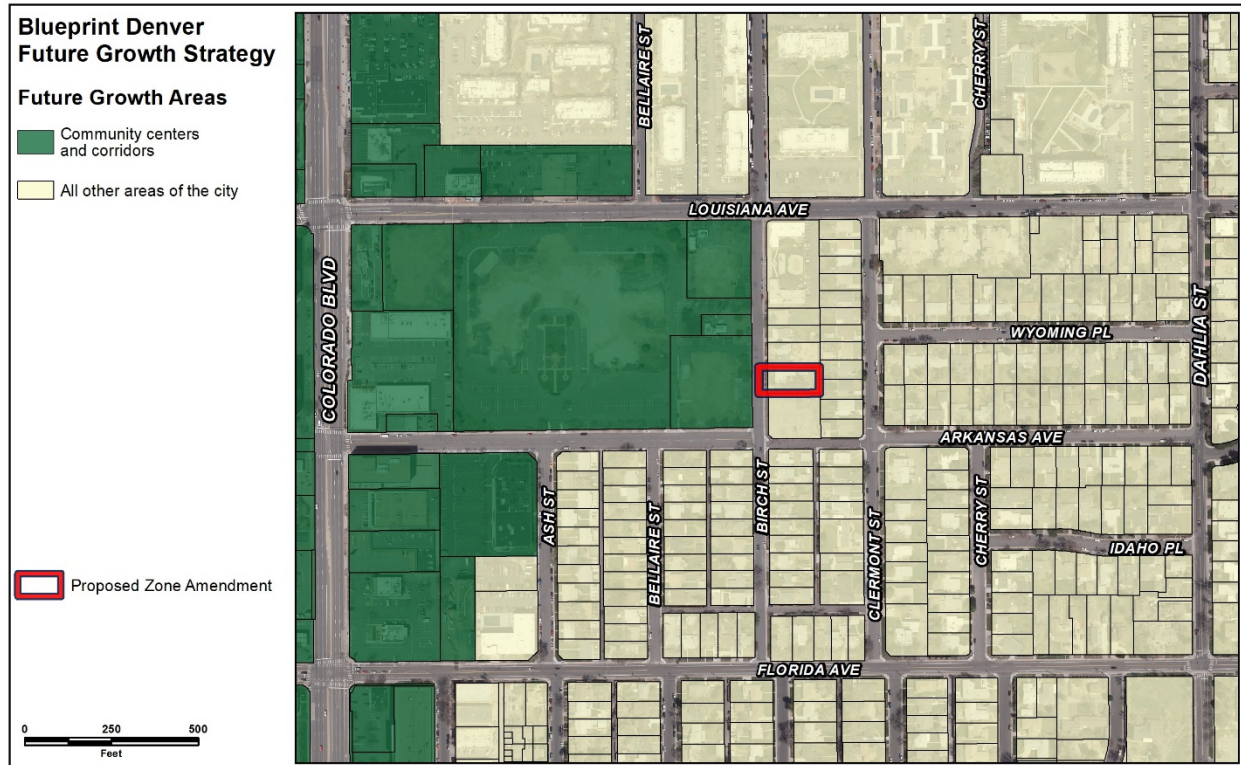 Blueprint Denver
Future Growth Strategy
Future Growth Areas
Community centers
and corridors
All other areas of the city
Proposed Zone Amendment
0 250 500
Feet
BELLAIRE ST
CHERRY ST
LOUISIANA AVE
COLORADO BLVD
WYOMING PL
DAHLIA ST
ARKANSAS AVE
ASH ST
BELLAIRE ST
BIRCH ST
CLERMONT ST
CHERRY ST
IDAHO PL
FLORIDA AVE